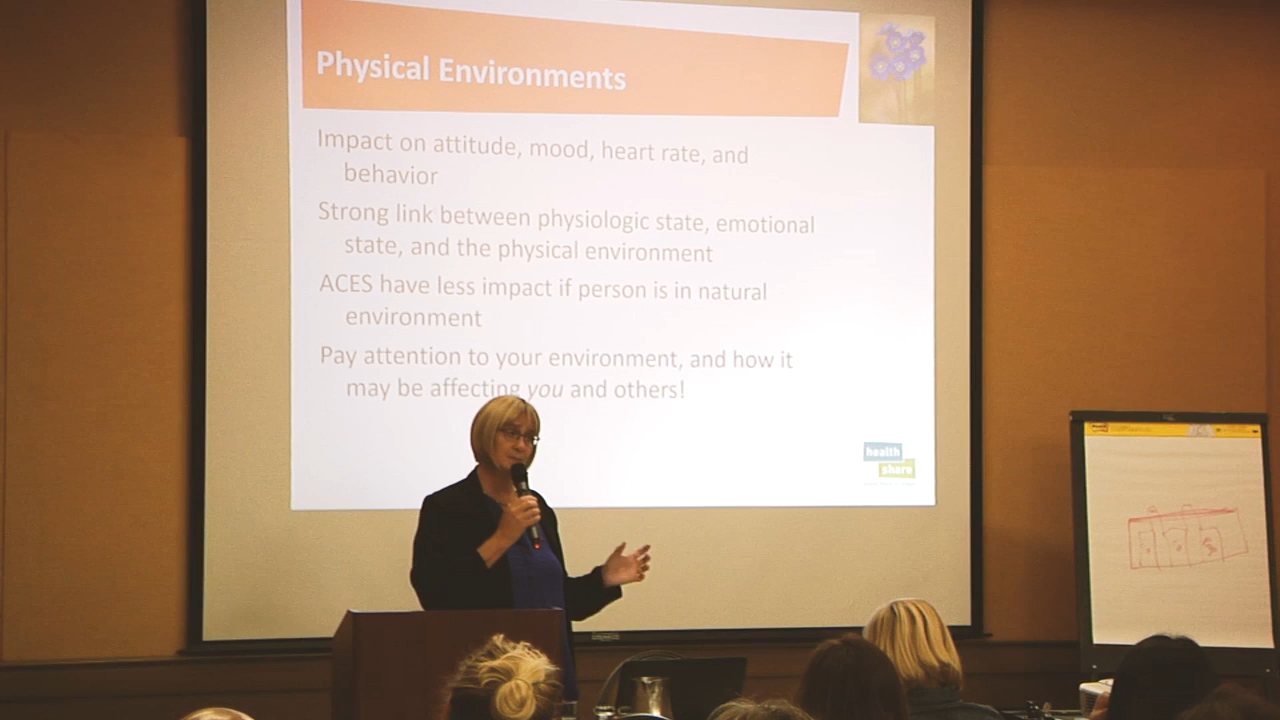 Physical Environments
Impact on attitude, mood, heart rate, and
behavior
Strong link between physiologic state, emotional
state, and the physical environment
ACES have less impact if person is in natural
environment
Pay attention to your environment, and how it
may be affecting you and others!
health
share